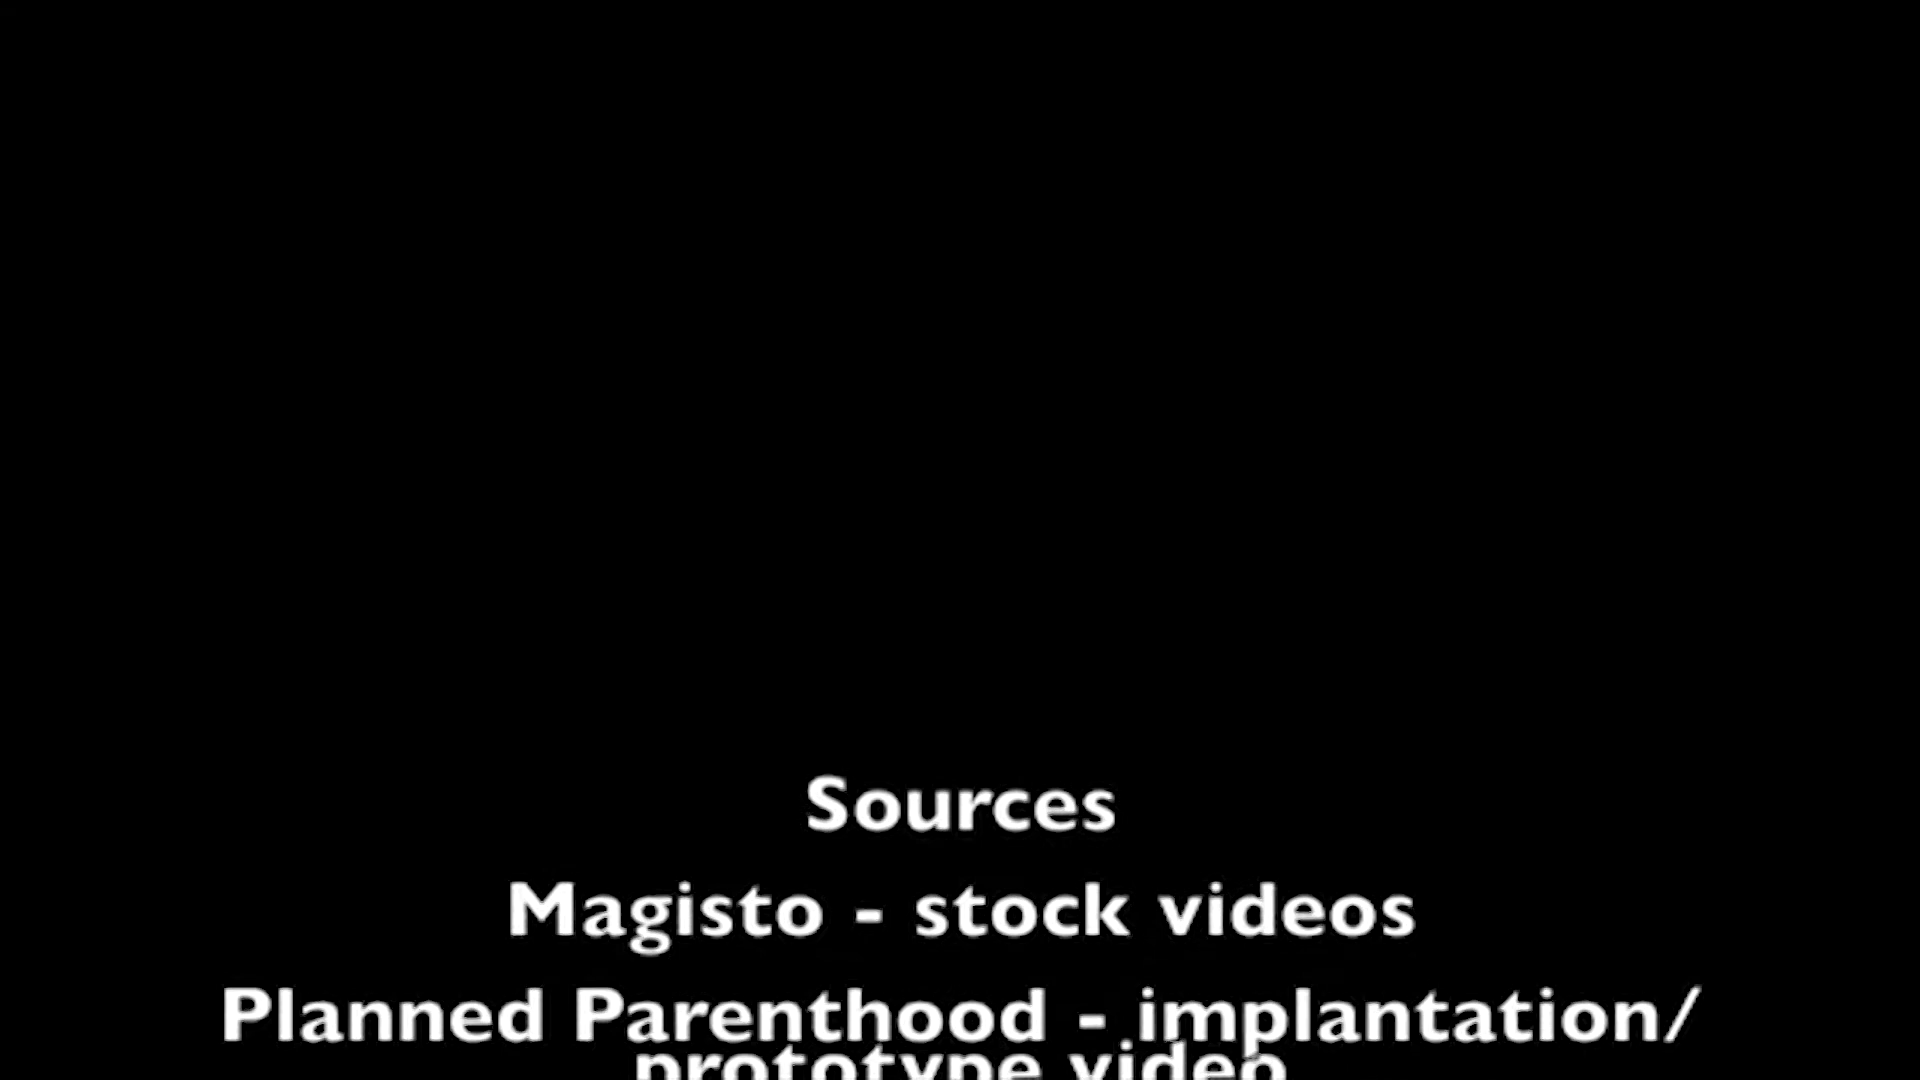 Sources
Magisto - stock videos
Planned Parenthood - implantation/
prototype video